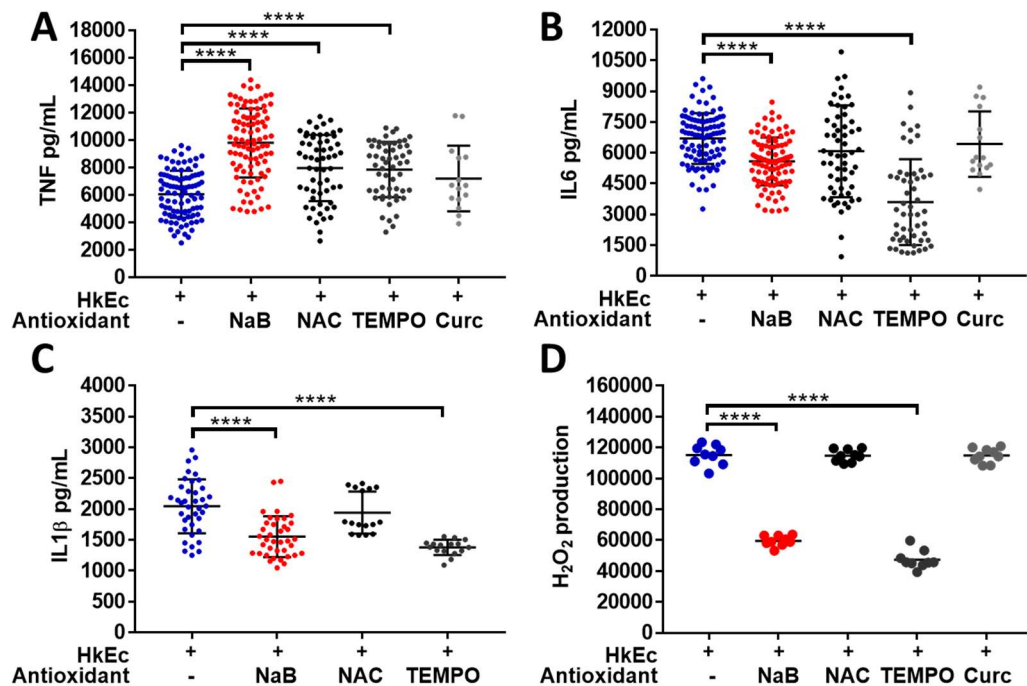 A
TNF pg/mL
18000
16000
14000
12000
10000
8000
6000
4000
2000
0
****
****
****
HkEc + + + + +
Antioxidant - NaB NAC TEMPO Curc
B
IL6 pg/mL
12000
10500
9000
7500
6000
4500
3000
1500
0
****
****
HkEc + + + + +
Antioxidant - NaB NAC TEMPO Curc
C
IL1β pg/mL
4000
3500
3000
2500
2000
1500
1000
500
0
****
****
HkEc + + + +
Antioxidant - NaB NAC TEMPO
D
H₂O₂ production
160000
140000
120000
100000
80000
60000
40000
20000
0
****
****
HkEc + + + + +
Antioxidant - NaB NAC TEMPO Curc